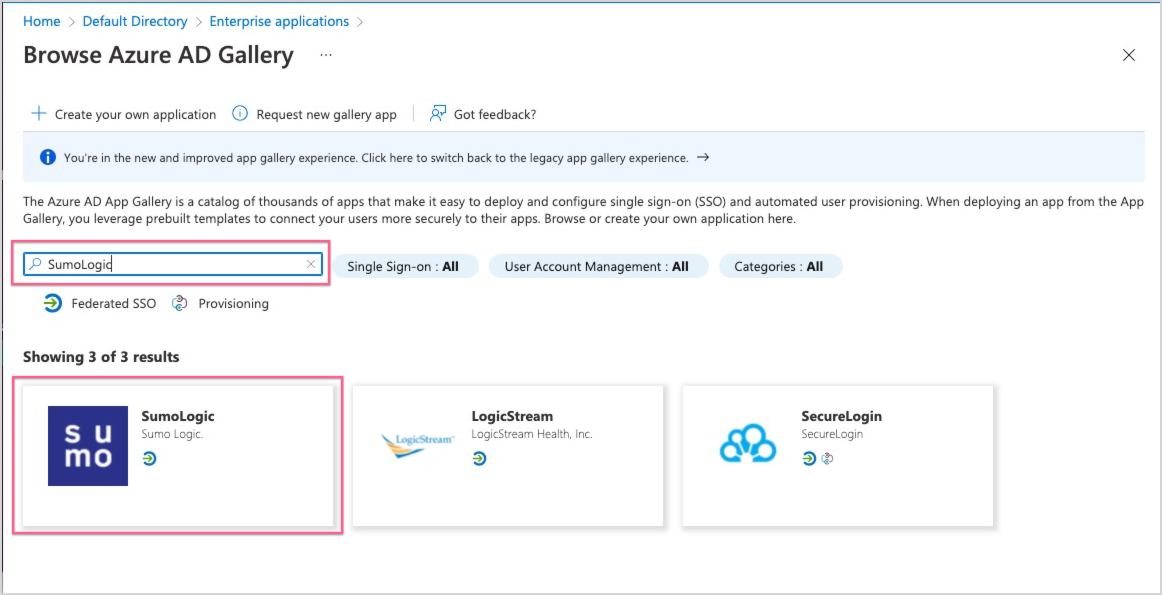 Home > Default Directory > Enterprise applications >
Browse Azure AD Gallery ...
Create your own application Request new gallery app Got feedback?
You're in the new and improved app gallery experience. Click here to switch back to the legacy app gallery experience. →
The Azure AD App Gallery is a catalog of thousands of apps that make it easy to deploy and configure single sign-on (SSO) and automated user provisioning. When deploying an app from the App
Gallery, you leverage prebuilt templates to connect your users more securely to their apps. Browse or create your own application here.
SumoLogic Single Sign-on : All User Account Management : All Categories : All
Federated SSO Provisioning
Showing 3 of 3 results
su
mo
SumoLogic
Sumo Logic.
LogicStream
LogicStream
LogicStream Health, Inc.
SecureLogin
SecureLogin